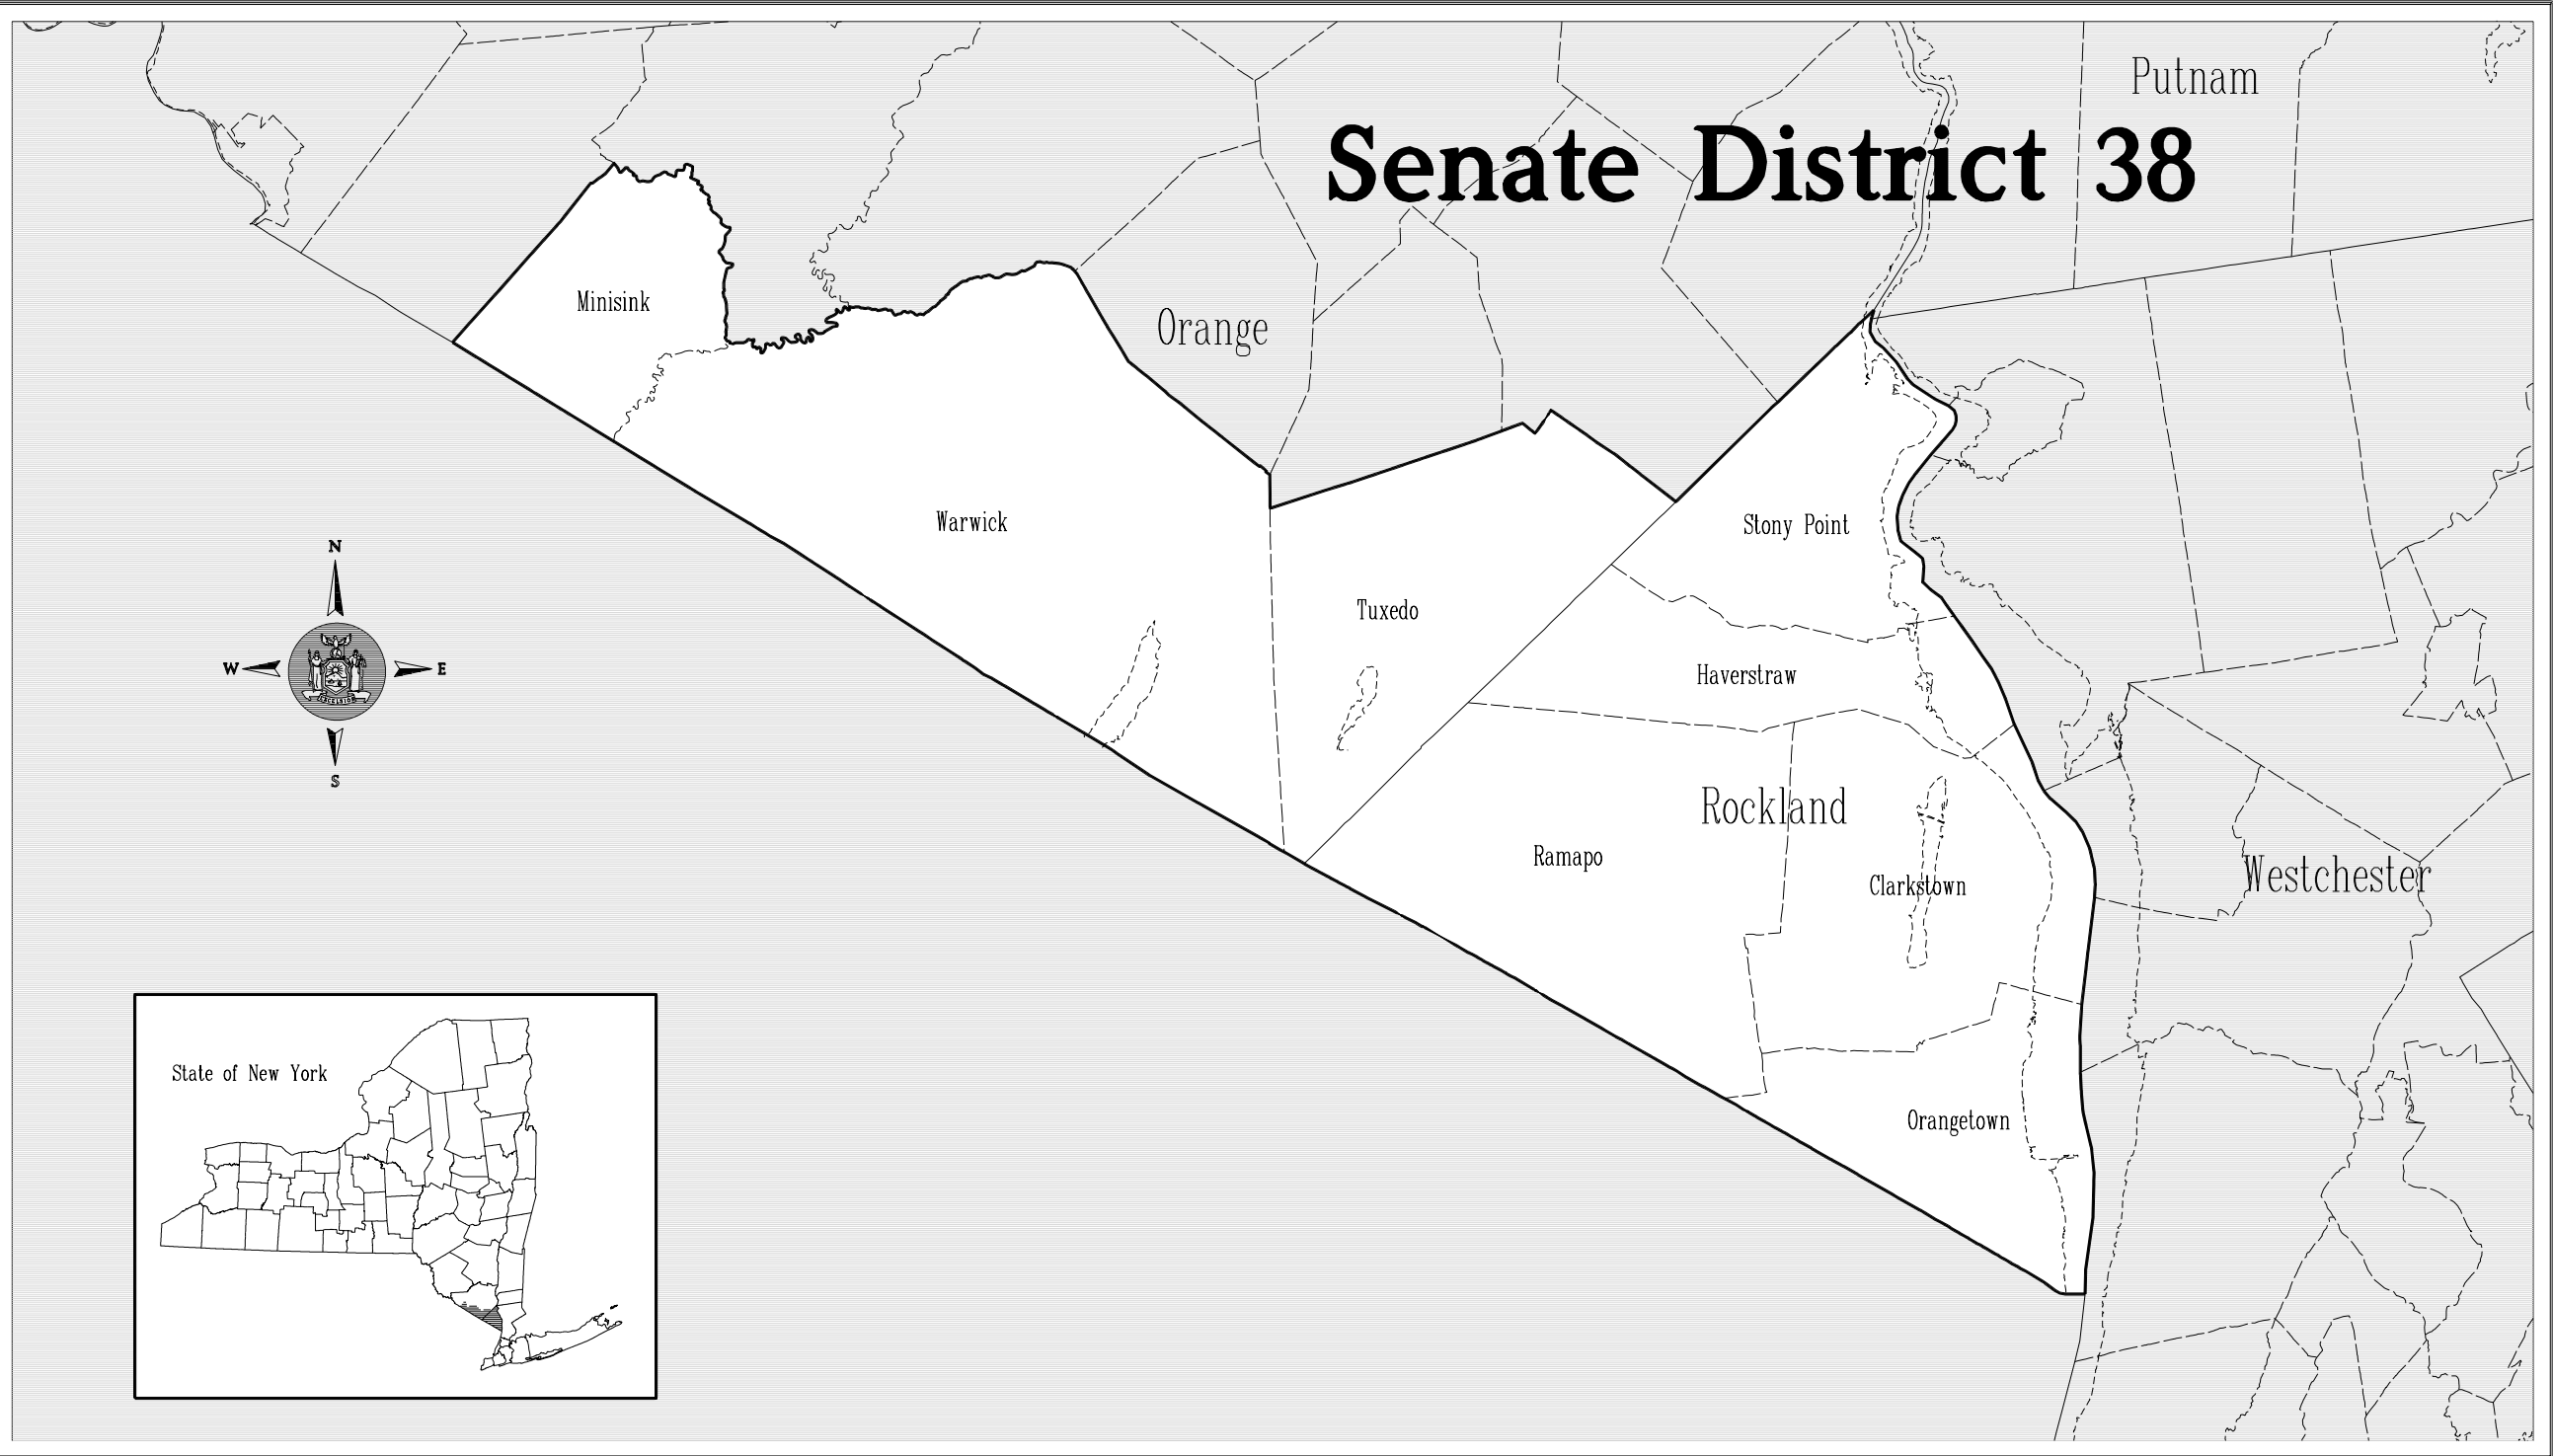 Putnam
Senate District 38
Minisink
Orange
Warwick
Stony Point
N
W
E
S
Tuxedo
Haverstraw
Rockland
Ramapo
Clarkstown
Westchester
Orangetown
State of New York